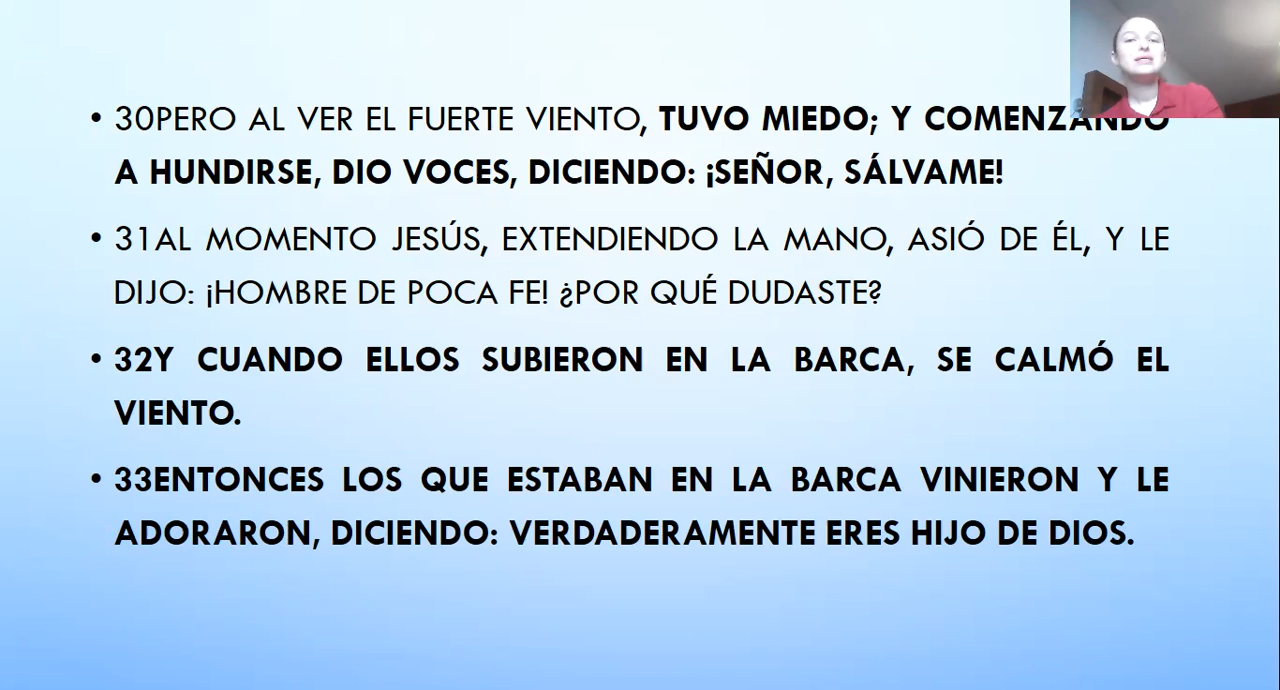 • 30PERO AL VER EL FUERTE VIENTO, TUVO MIEDO; Y COMENZANDO
A HUNDIRSE, DIO VOCES, DICIENDO: ¡SEÑOR, SÁLVAME!
• 31AL MOMENTO JESÚS, EXTENDIENDO LA MANO, ASIÓ DE ÉL, Y LE
DIJO: ¡HOMBRE DE POCA FE! ¿POR QUÉ DUDASTE?
• 32Y CUANDO ELLOS SUBIERON EN LA BARCA, SE CALMÓ EL
VIENTO.
• 33ENTONCES LOS QUE ESTABAN EN LA BARCA VINIERON Y LE
ADORARON, DICIENDO: VERDADERAMENTE ERES HIJO DE DIOS.